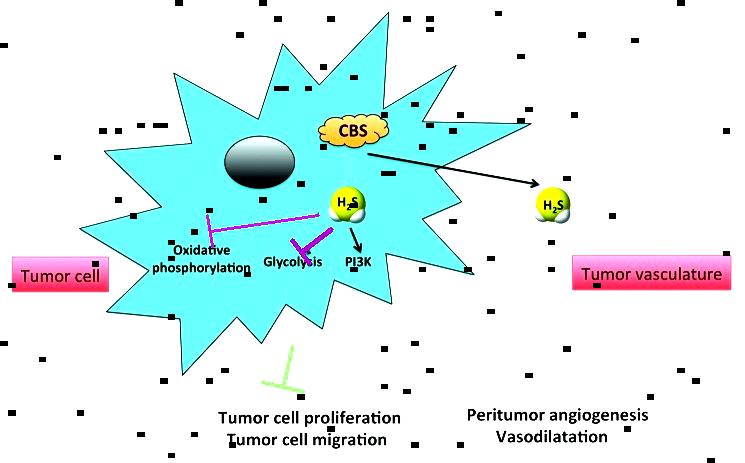 CBS
H₂S
H₂S
Oxidative
phosphorylation
Glycolysis
PI3K
Tumor cell
Tumor vasculature
Tumor cell proliferation
Tumor cell migration
Peritumor angiogenesis
Vasodilatation